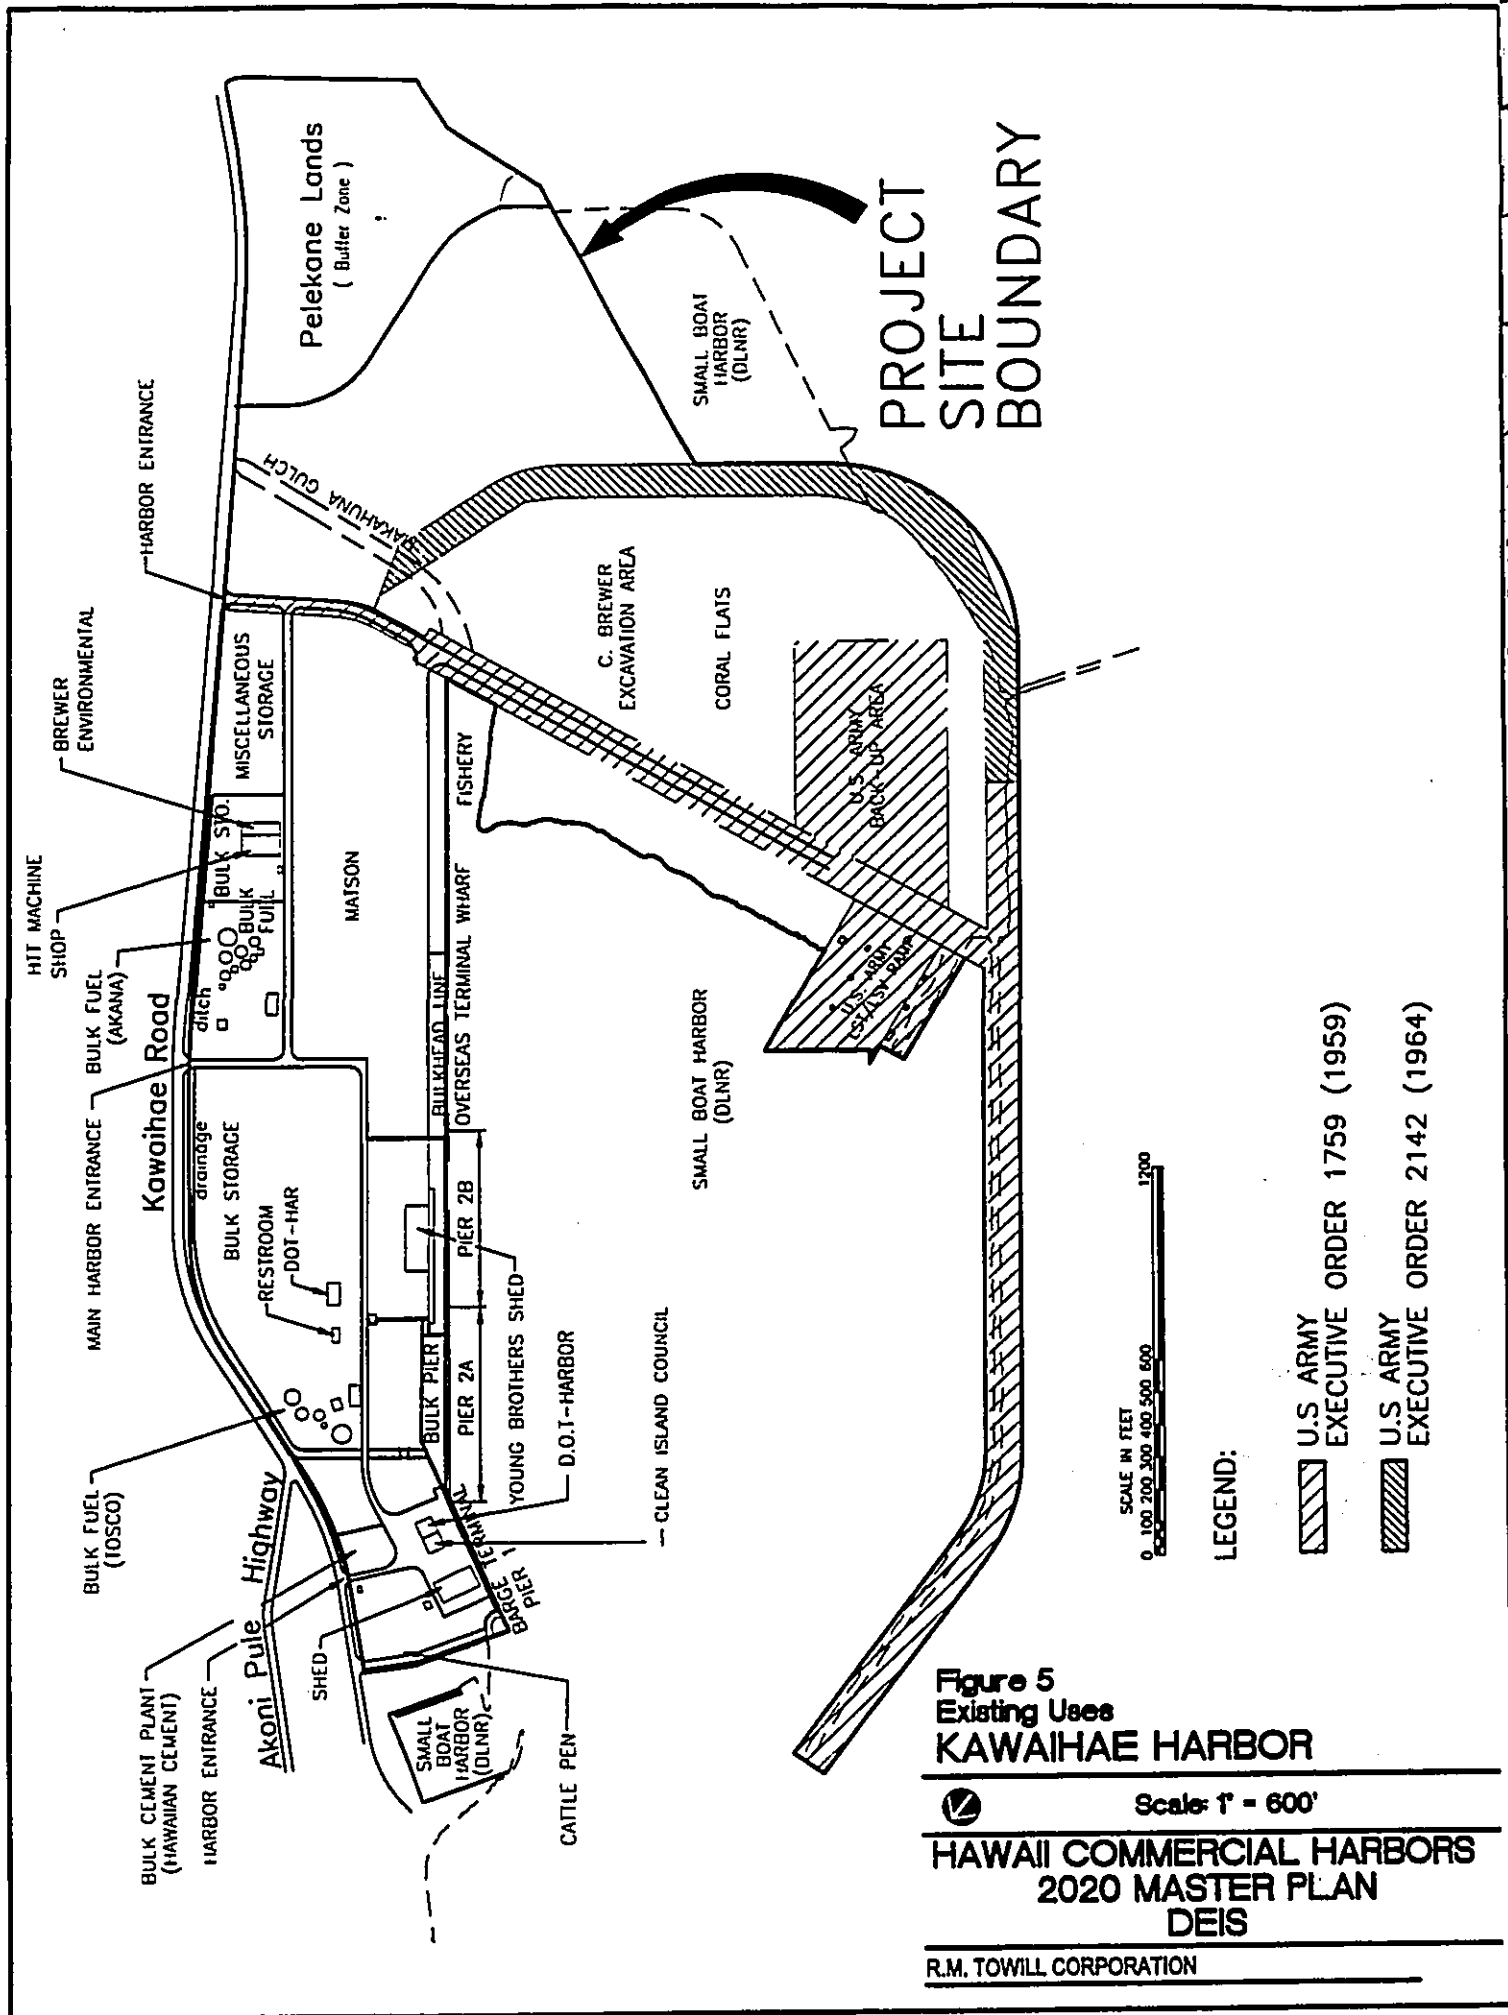 HTT MACHINE
SHOP
BREWER
ENVIRONMENTAL
HARBOR ENTRANCE
BULK FUEL
(AKANA)
MAIN HARBOR ENTRANCE
BULK FUEL
(TOSCO)
BULK CEMENT PLANT
(HAWAIIAN CEMENT)
HARBOR ENTRANCE
Kawaihae Road
Akoni Pule Highway
Pelekane Lands
( Buffer Zone )
MAKAHUNA GULCH
MISCELLANEOUS
STORAGE
BULK STO.
BULK
FUEL
ditch
drainage
BULK STORAGE
RESTROOM
DOT-HAR
SHED
MATSON
BULKHEAD LINE
OVERSEAS TERMINAL WHARF
FISHERY
BULK PIER
PIER 2A
PIER 2B
YOUNG BROTHERS SHED
D.O.T-HARBOR
CLEAN ISLAND COUNCIL
BARGE TERMINAL
PIER 1
SMALL
BOAT
HARBOR
(DLNR)
CATTLE PEN
C. BREWER
EXCAVATION AREA
CORAL FLATS
SMALL BOAT
HARBOR
(DLNR)
SMALL BOAT HARBOR
(DLNR)
U.S. ARMY
BACK-UP AREA
U.S. ARMY
LST/LSV RAMP
PROJECT
SITE
BOUNDARY
SCALE IN FEET
0 100 200 300 400 500 600 1200
LEGEND:
U.S ARMY
EXECUTIVE ORDER 1759 (1959)
U.S ARMY
EXECUTIVE ORDER 2142 (1964)
Figure 5
Existing Uses
KAWAIHAE HARBOR
Scale: 1" = 600'
HAWAII COMMERCIAL HARBORS
2020 MASTER PLAN
DEIS
R.M. TOWILL CORPORATION